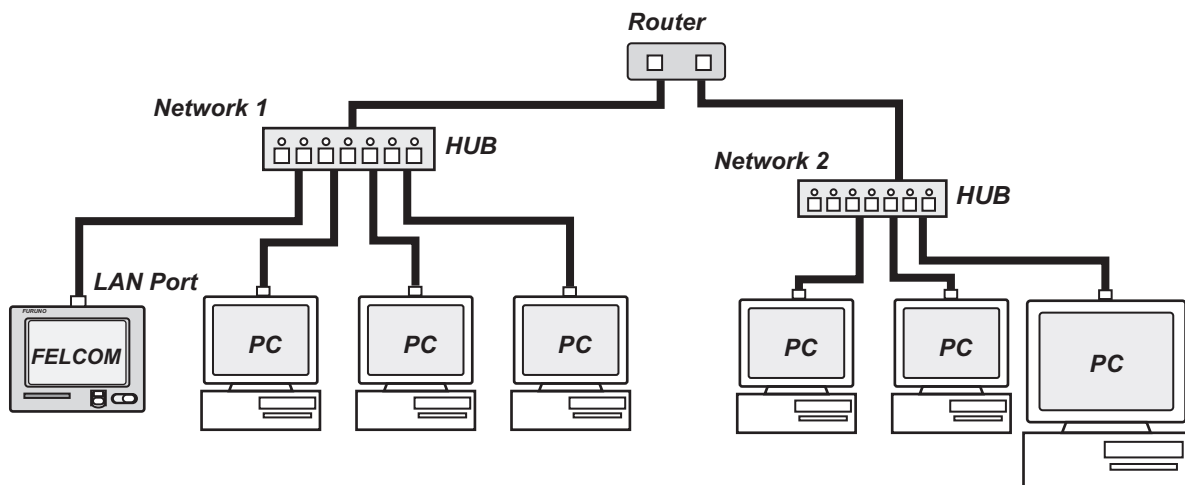 Router
Network 1
HUB
Network 2
HUB
LAN Port
FURUNO
FELCOM
PC
PC
PC
PC
PC
PC